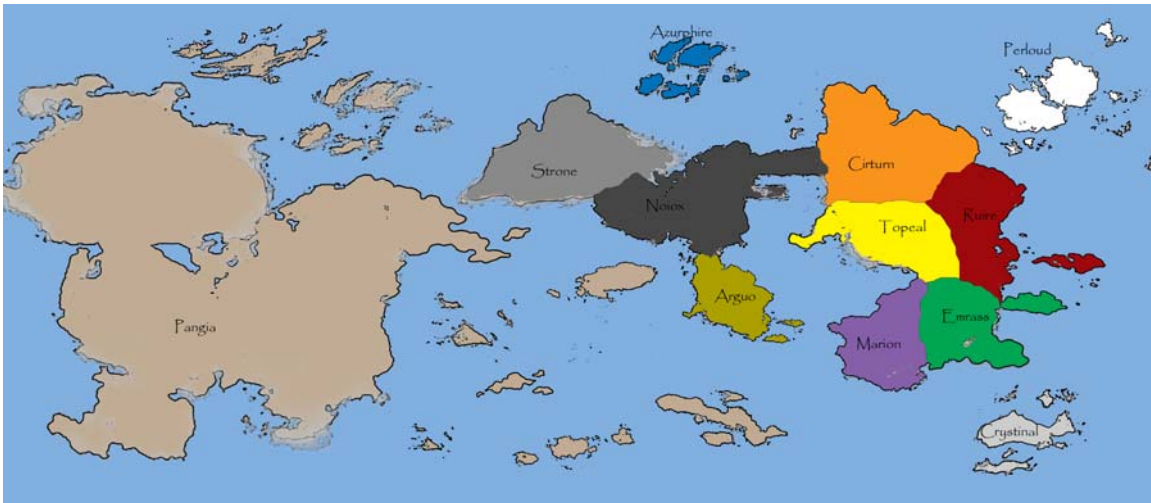 Azurphire
Perloud
Strone
Cirturn
Noiox
Ruire
Topeal
Arguo
Pangia
Emrass
Marion
Crystinal